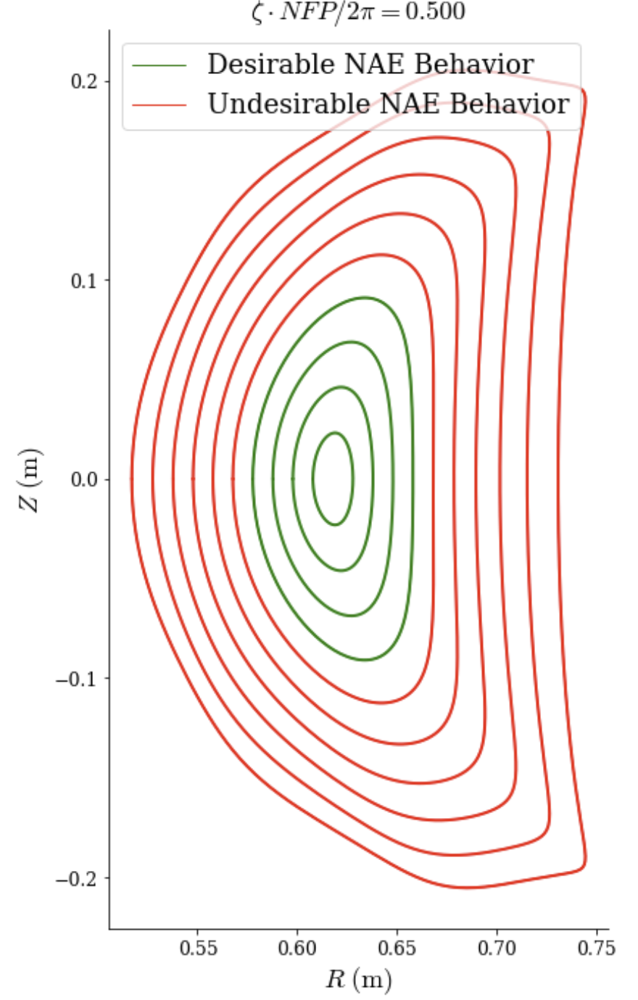 ζ · NFP/2π = 0.500
Desirable NAE Behavior
Undesirable NAE Behavior
0.2
0.1
0.0
−0.1
−0.2
Z (m)
0.55 0.60 0.65 0.70 0.75
R (m)